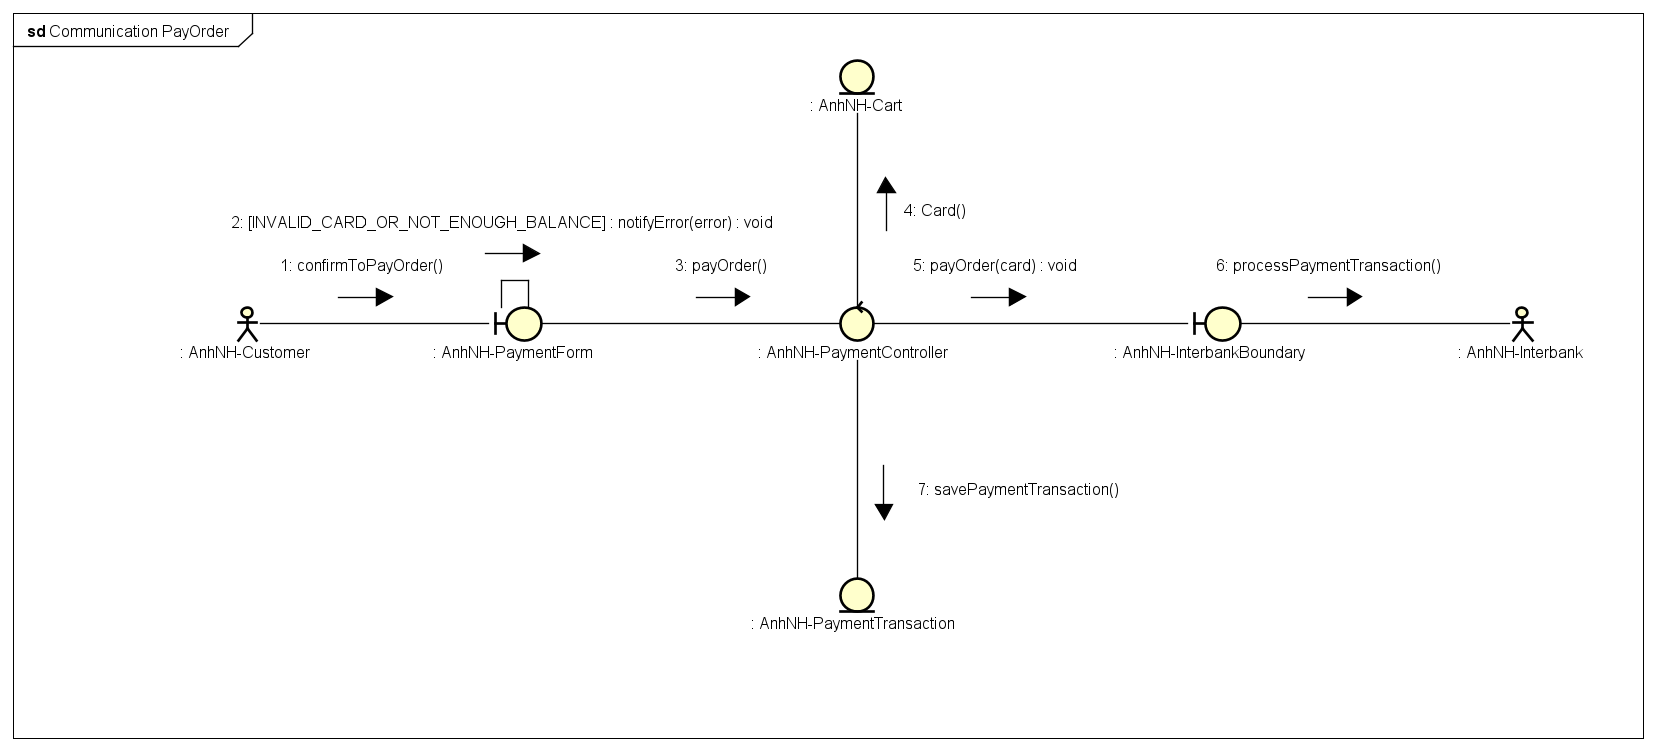 sd Communication PayOrder
: AnhNH-Cart
4: Card()
2: [INVALID_CARD_OR_NOT_ENOUGH_BALANCE] : notifyError(error) : void
1: confirmToPayOrder()
3: payOrder()
5: payOrder(card) : void
6: processPaymentTransaction()
: AnhNH-Customer
: AnhNH-PaymentForm
: AnhNH-PaymentController
: AnhNH-InterbankBoundary
: AnhNH-Interbank
7: savePaymentTransaction()
: AnhNH-PaymentTransaction